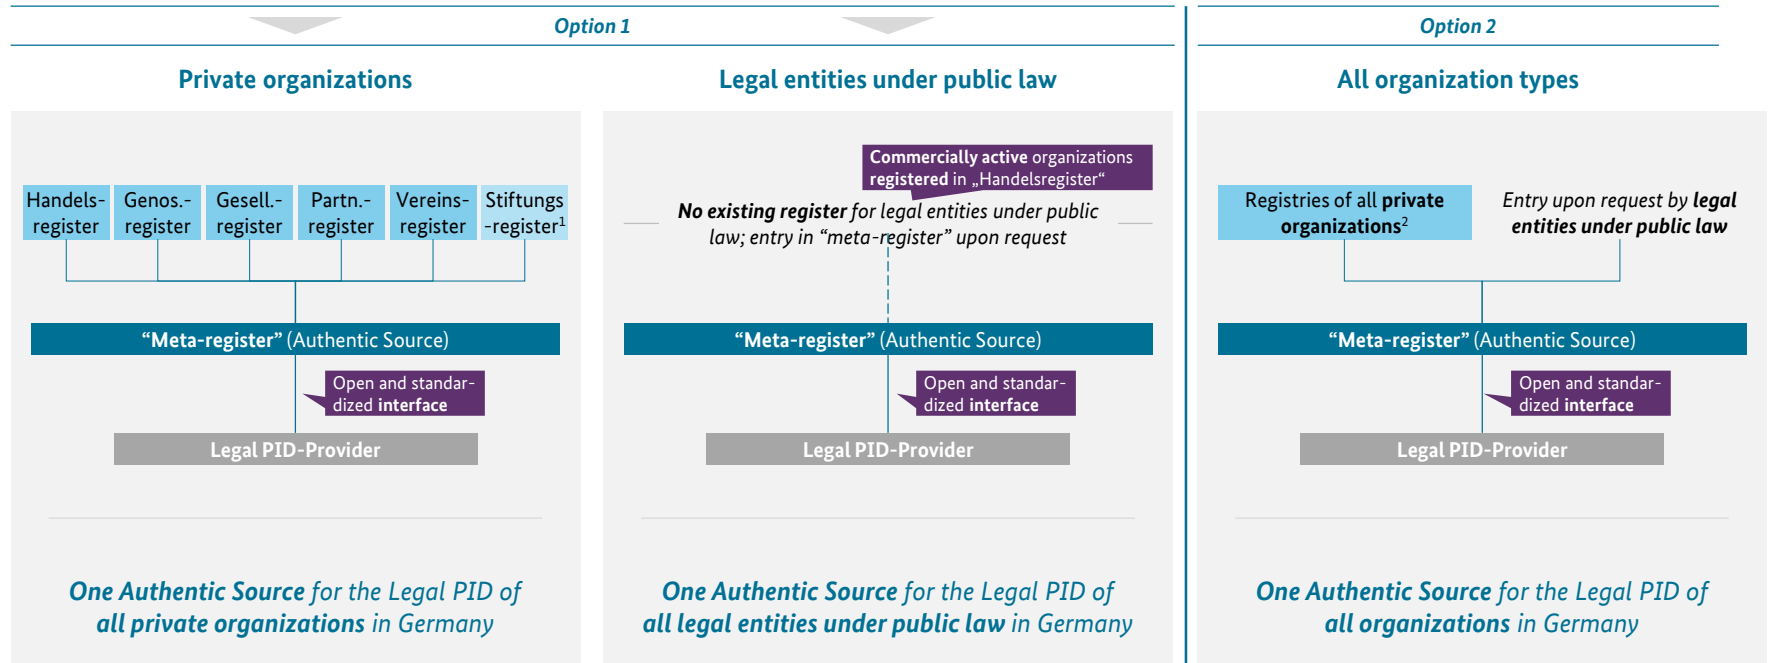 Option 1
Option 2
Private organizations
Legal entities under public law
All organization types
Handels-
register
Genos.-
register
Gesell.-
register
Partn.-
register
Vereins-
register
Stiftungs
-register¹
“Meta-register” (Authentic Source)
Open and standar-
dized interface
Legal PID-Provider
One Authentic Source for the Legal PID of
all private organizations in Germany
Commercially active organizations
registered in „Handelsregister“
No existing register for legal entities under public
law; entry in “meta-register” upon request
“Meta-register” (Authentic Source)
Open and standar-
dized interface
Legal PID-Provider
One Authentic Source for the Legal PID of
all legal entities under public law in Germany
Registries of all private
organizations²
Entry upon request by legal
entities under public law
“Meta-register” (Authentic Source)
Open and standar-
dized interface
Legal PID-Provider
One Authentic Source for the Legal PID of
all organizations in Germany